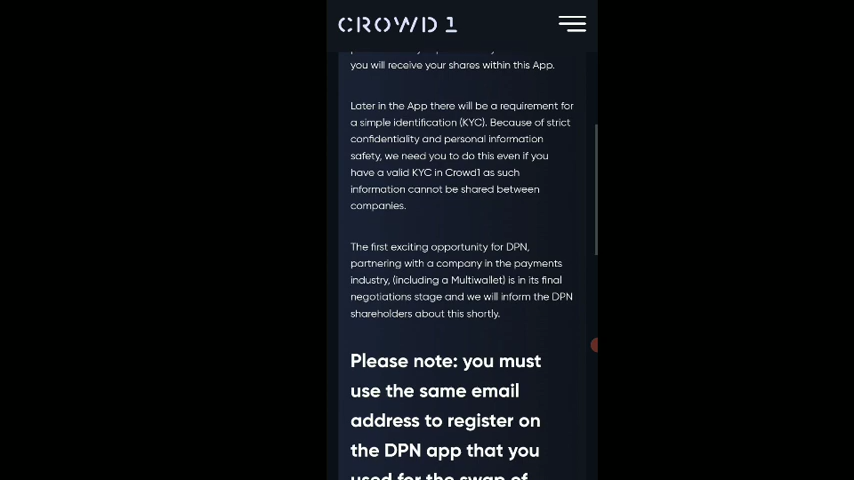 CROWD1
you will receive your shares within this App.
Later in the App there will be a requirement for
a simple identification (KYC). Because of strict
confidentiality and personal information
safety, we need you to do this even if you
have a valid KYC in Crowd1 as such
information cannot be shared between
companies.
The first exciting opportunity for DPN,
partnering with a company in the payments
industry, (including a Multiwallet) is in its final
negotiations stage and we will inform the DPN
shareholders about this shortly.
Please note: you must
use the same email
address to register on
the DPN app that you
used for the swap of